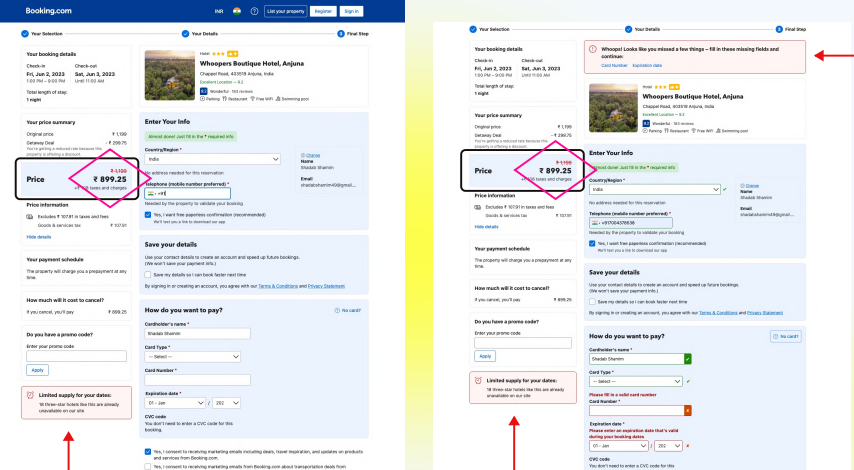 Booking.com
INR
List your property
Register
Sign in
Your Selection
Your Details
3
Final Step
Your booking details
Check-in
Check-out
Fri, Jun 2, 2023
Sat, Jun 3, 2023
1:00 PM – 9:00 PM
Until 11:00 AM
Total length of stay:
1 night
Your price summary
Original price
₹ 1,199
Getaway Deal
- ₹ 299.75
You're getting a reduced rate because this
property is offering a discount.
₹ 1,199
Price
₹ 899.25
taxes and charges
Price information
Excludes ₹ 107.91 in taxes and fees
Goods & services tax
₹ 107.91
Hide details
Your payment schedule
The property will charge you a prepayment at any
time.
How much will it cost to cancel?
If you cancel, you'll pay
₹ 899.25
Do you have a promo code?
Enter your promo code
Apply
Limited supply for your dates:
18 three-star hotels like this are already
unavailable on our site
Hotel
Whoopers Boutique Hotel, Anjuna
Chappel Road, 403519 Anjuna, India
Excellent Location – 9.2
9.2 Wonderful · 193 reviews
Parking Restaurant Free WiFi Swimming pool
Enter Your Info
Almost done! Just fill in the * required info
Country/Region *
India
No address needed for this reservation
Telephone (mobile number preferred) *
+91
Needed by the property to validate your booking
Yes, I want free paperless confirmation (recommended)
We'll text you a link to download our app
Change
Name
Shadab Shamim
Email
shadabshamim49@gmail...
Save your details
Use your contact details to create an account and speed up future bookings.
(We won't save your payment info.)
Save my details so I can book faster next time
By signing in or creating an account, you agree with our Terms & Conditions and Privacy Statement
How do you want to pay?
No card?
Cardholder's name *
Shadab Shamim
Card Type *
-- Select --
Card Number *
Expiration date *
01 - Jan
/
202
CVC code
You don't need to enter a CVC code for this
booking.
Yes, I consent to receiving marketing emails including deals, travel inspiration, and updates on products
and services from Booking.com.
Yes, I consent to receiving marketing emails from Booking.com about transportation deals from
Your Selection
Your Details
3
Final Step
Your booking details
Check-in
Check-out
Fri, Jun 2, 2023
Sat, Jun 3, 2023
1:00 PM – 9:00 PM
Until 11:00 AM
Total length of stay:
1 night
Your price summary
Original price
₹ 1,199
Getaway Deal
- ₹ 299.75
You're getting a reduced rate because this
property is offering a discount.
₹ 1,199
Price
₹ 899.25
taxes and charges
Price information
Excludes ₹ 107.91 in taxes and fees
Goods & services tax
₹ 107.91
Hide details
Your payment schedule
The property will charge you a prepayment at any
time.
How much will it cost to cancel?
If you cancel, you'll pay
₹ 899.25
Do you have a promo code?
Enter your promo code
Apply
Limited supply for your dates:
18 three-star hotels like this are already
unavailable on our site
Whoops! Looks like you missed a few things – fill in these missing fields and
continue:
Card Number
Expiration date
Hotel
Whoopers Boutique Hotel, Anjuna
Chappel Road, 403519 Anjuna, India
Excellent Location – 9.2
9.2 Wonderful · 193 reviews
Parking Restaurant Free WiFi Swimming pool
Enter Your Info
Almost done! Just fill in the * required info
Country/Region *
India
No address needed for this reservation
Telephone (mobile number preferred) *
+917004378638
Needed by the property to validate your booking
Yes, I want free paperless confirmation (recommended)
We'll text you a link to download our app
Change
Name
Shadab Shamim
Email
shadabshamim49@gmail...
Save your details
Use your contact details to create an account and speed up future bookings.
(We won't save your payment info.)
Save my details so I can book faster next time
By signing in or creating an account, you agree with our Terms & Conditions and Privacy Statement
How do you want to pay?
No card?
Cardholder's name *
Shadab Shamim
Card Type *
-- Select --
Please fill in a valid card number
Card Number *
Expiration date *
Please enter an expiration date that's valid
during your booking dates
01 - Jan
/
202
CVC code
You don't need to enter a CVC code for this